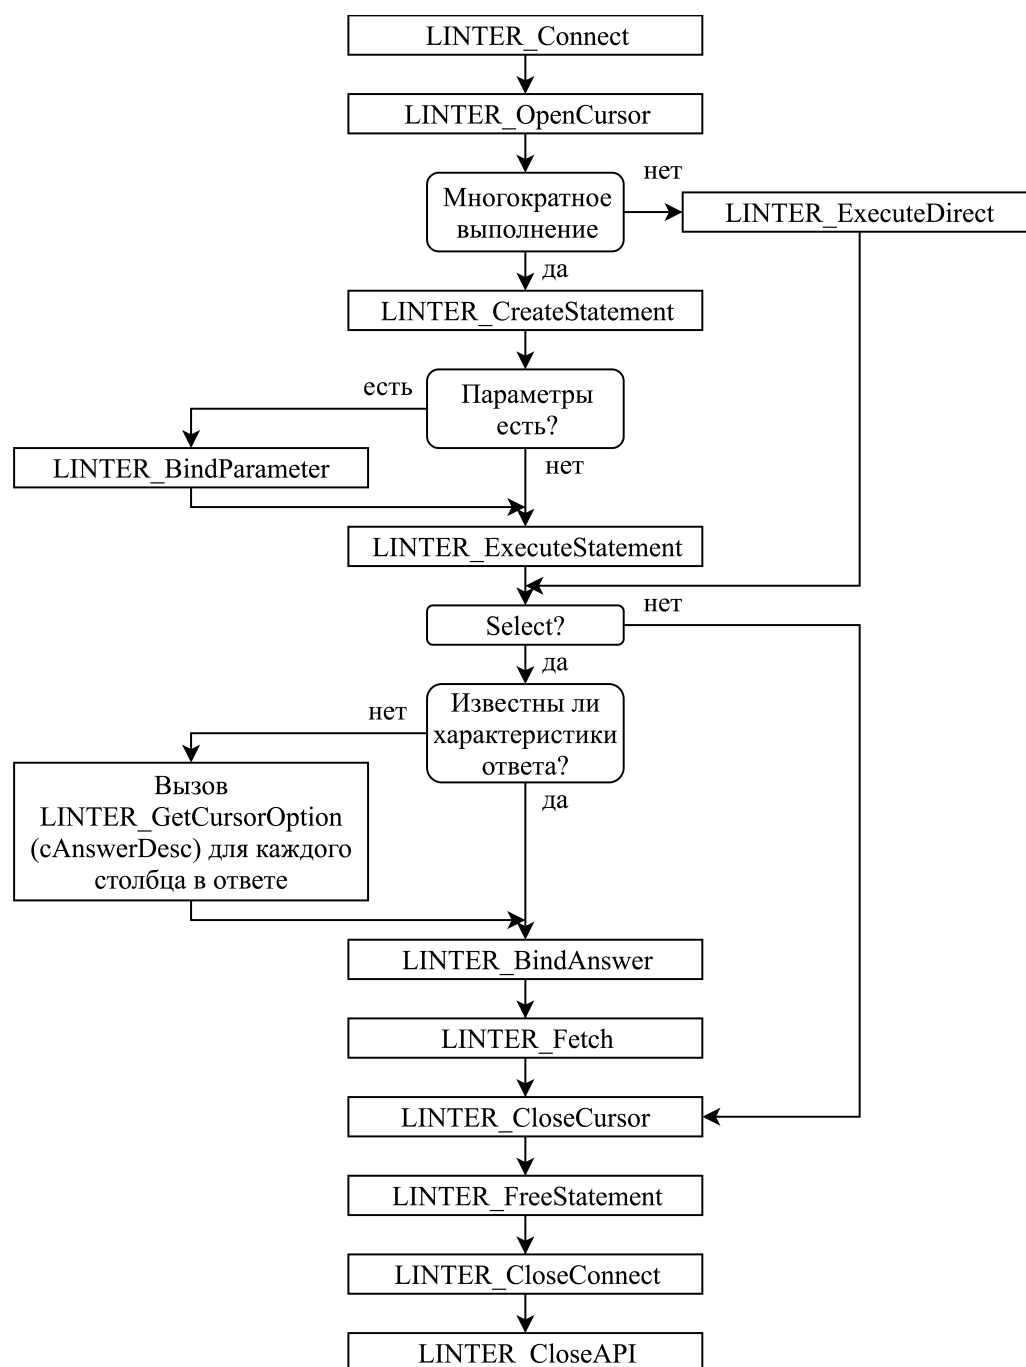 LINTER_Connect
LINTER_OpenCursor
нет
Многократное
выполнение
LINTER_ExecuteDirect
да
LINTER_CreateStatement
есть
Параметры
есть?
нет
LINTER_BindParameter
LINTER_ExecuteStatement
нет
Select?
да
нет
Известны ли
характеристики
ответа?
да
Вызов
LINTER_GetCursorOption
(cAnswerDesc) для каждого
столбца в ответе
LINTER_BindAnswer
LINTER_Fetch
LINTER_CloseCursor
LINTER_FreeStatement
LINTER_CloseConnect
LINTER_CloseAPI